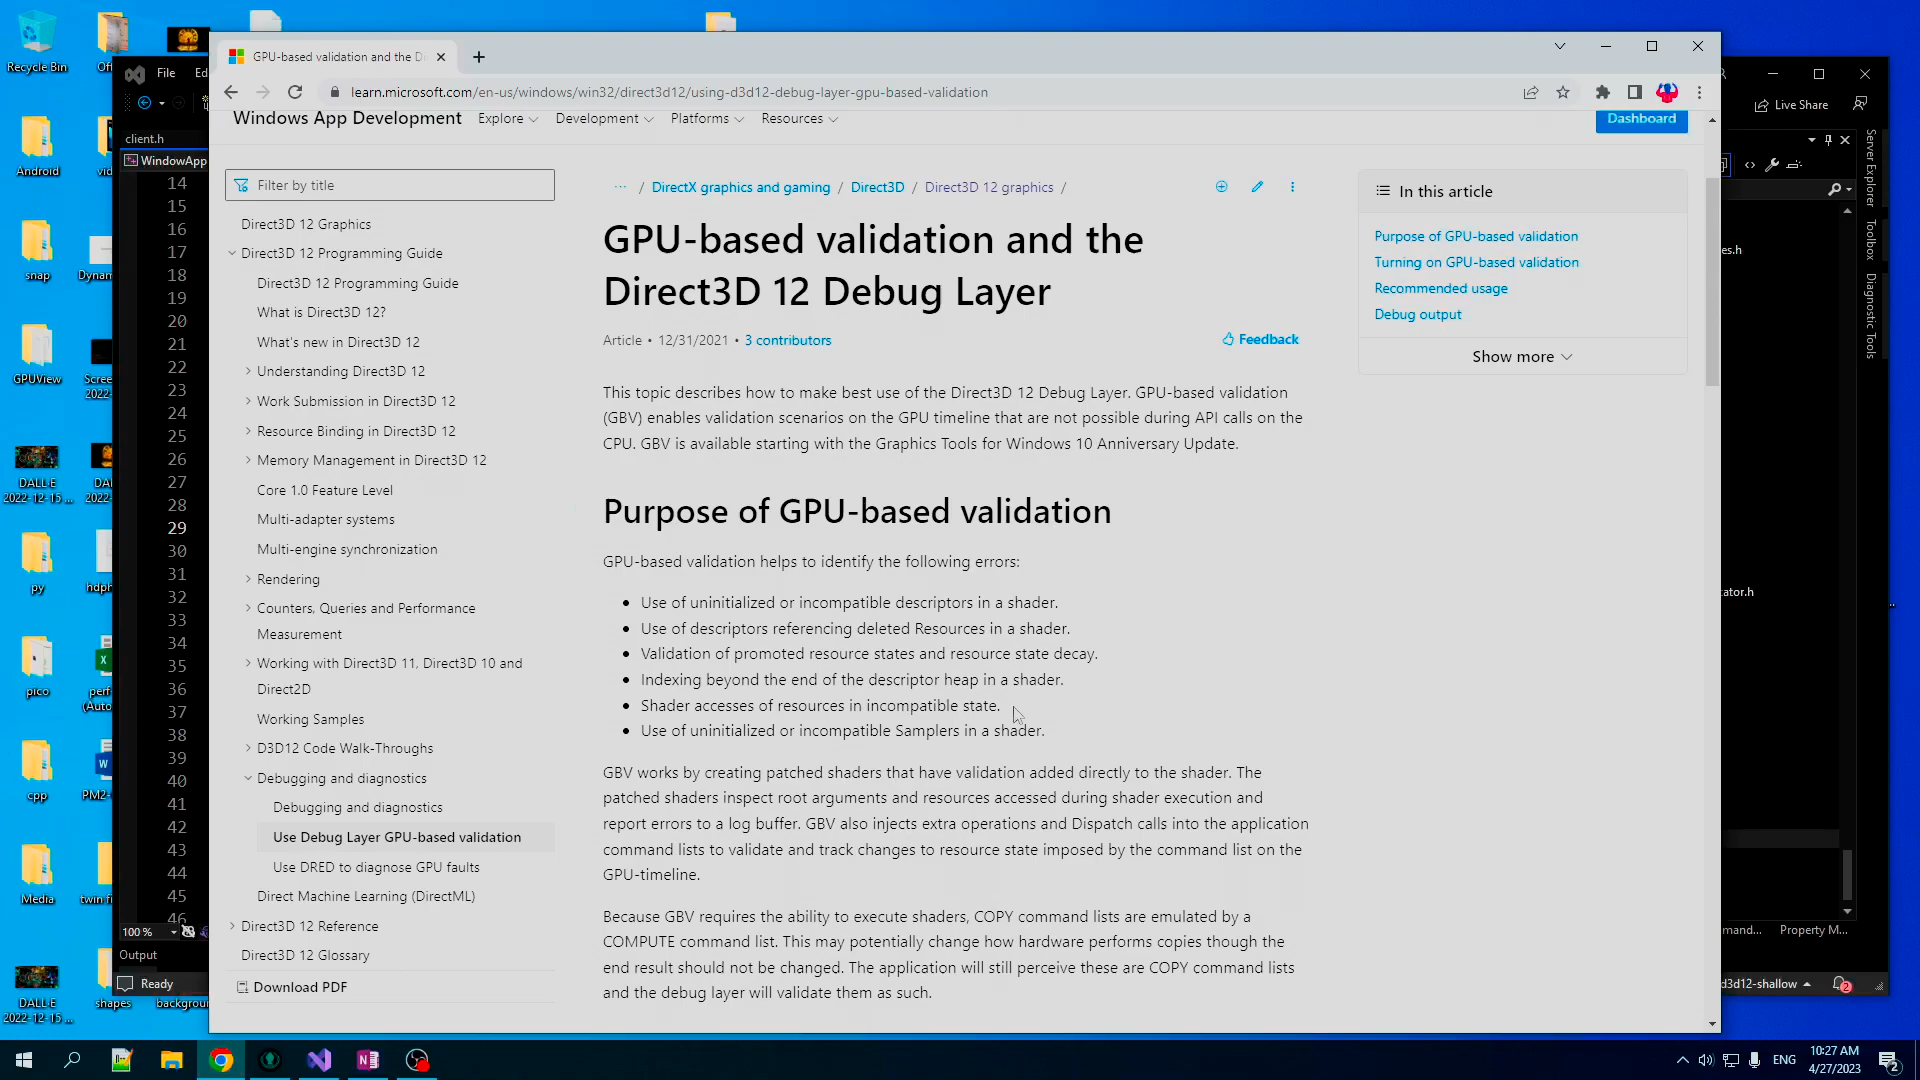 Recycle Bin
Android
snap
GPUView
DALL·E
2022-12-15 ...
py
pico
cpp
Media
DALL·E
2022-12-15 ...
shapes
File
client.h
WindowApp
14
15
16
17
18
19
20
21
22
23
24
25
26
27
28
29
30
31
32
33
34
35
36
37
38
39
40
41
42
43
44
45
46
100 %
Output
Ready
GPU-based validation and the D
learn.microsoft.com/en-us/windows/win32/direct3d12/using-d3d12-debug-layer-gpu-based-validation
Windows App Development
Explore
Development
Platforms
Resources
Dashboard
Filter by title
Direct3D 12 Graphics
Direct3D 12 Programming Guide
Direct3D 12 Programming Guide
What is Direct3D 12?
What's new in Direct3D 12
Understanding Direct3D 12
Work Submission in Direct3D 12
Resource Binding in Direct3D 12
Memory Management in Direct3D 12
Core 1.0 Feature Level
Multi-adapter systems
Multi-engine synchronization
Rendering
Counters, Queries and Performance
Measurement
Working with Direct3D 11, Direct3D 10 and
Direct2D
Working Samples
D3D12 Code Walk-Throughs
Debugging and diagnostics
Debugging and diagnostics
Use Debug Layer GPU-based validation
Use DRED to diagnose GPU faults
Direct Machine Learning (DirectML)
Direct3D 12 Reference
Direct3D 12 Glossary
Download PDF
··· / DirectX graphics and gaming / Direct3D / Direct3D 12 graphics /
GPU-based validation and the
Direct3D 12 Debug Layer
Article • 12/31/2021 • 3 contributors
Feedback
This topic describes how to make best use of the Direct3D 12 Debug Layer. GPU-based validation
(GBV) enables validation scenarios on the GPU timeline that are not possible during API calls on the
CPU. GBV is available starting with the Graphics Tools for Windows 10 Anniversary Update.
Purpose of GPU-based validation
GPU-based validation helps to identify the following errors:
• Use of uninitialized or incompatible descriptors in a shader.
• Use of descriptors referencing deleted Resources in a shader.
• Validation of promoted resource states and resource state decay.
• Indexing beyond the end of the descriptor heap in a shader.
• Shader accesses of resources in incompatible state.
• Use of uninitialized or incompatible Samplers in a shader.
GBV works by creating patched shaders that have validation added directly to the shader. The
patched shaders inspect root arguments and resources accessed during shader execution and
report errors to a log buffer. GBV also injects extra operations and Dispatch calls into the application
command lists to validate and track changes to resource state imposed by the command list on the
GPU-timeline.
Because GBV requires the ability to execute shaders, COPY command lists are emulated by a
COMPUTE command list. This may potentially change how hardware performs copies though the
end result should not be changed. The application will still perceive these are COPY command lists
and the debug layer will validate them as such.
In this article
Purpose of GPU-based validation
Turning on GPU-based validation
Recommended usage
Debug output
Show more
Live Share
Server Explorer
Toolbox
Diagnostic Tools
es.h
cator.h
mand...
Property M...
d3d12-shallow
2
ENG
10:27 AM
4/27/2023
2